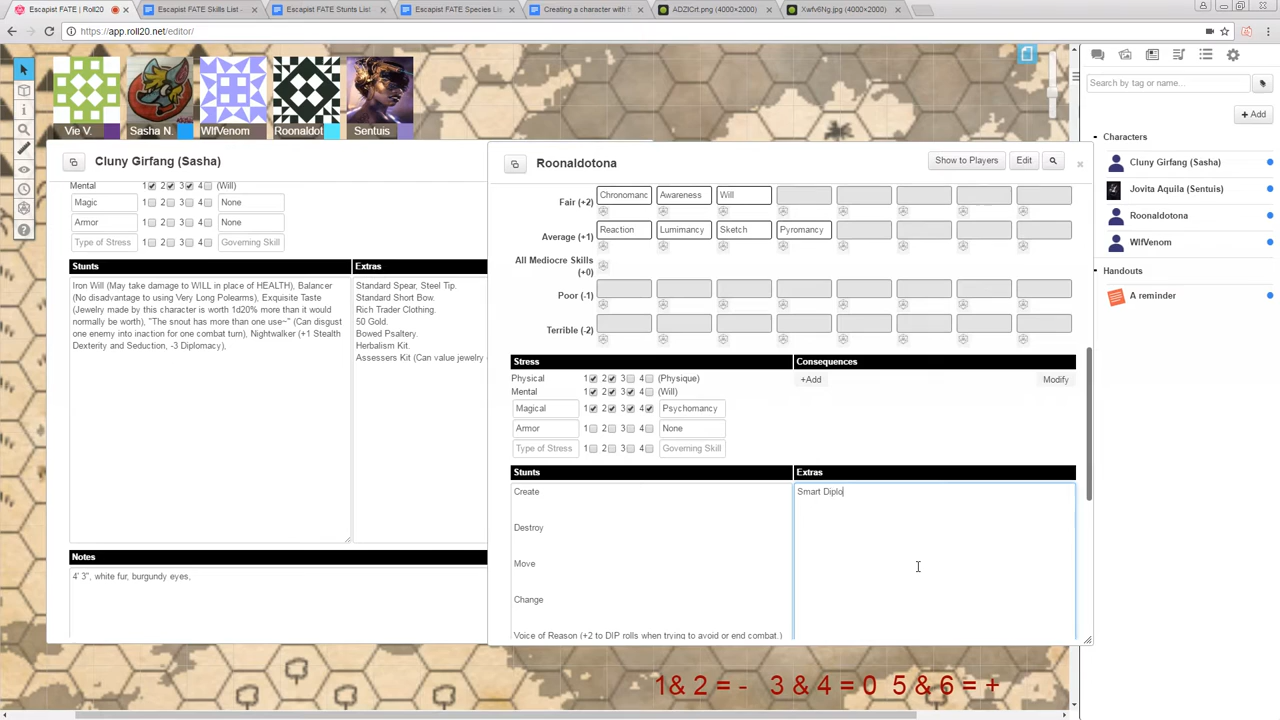 Escapist FATE | Roll20
Escapist FATE Skills List -
Escapist FATE Stunts List
Escapist FATE Species Lis
Creating a character with t
ADZICrt.png (4000×2000)
Xwfv6Ng.jpg (4000×2000)
https://app.roll20.net/editor/
Vie V.
Sasha N.
WlfVenom
Roonaldot
Sentuis
Search by tag or name...
+ Add
Characters
Cluny Girfang (Sasha)
Jovita Aquila (Sentuis)
Roonaldotona
WlfVenom
Handouts
A reminder
Cluny Girfang (Sasha)
Mental 1 2 3 4 (Will)
Magic 1 2 3 4 None
Armor 1 2 3 4 None
Type of Stress 1 2 3 4 Governing Skill
Stunts
Extras
Iron Will (May take damage to WILL in place of HEALTH), Balancer
(No disadvantage to using Very Long Polearms), Exquisite Taste
(Jewelry made by this character is worth 1d20% more than it would
normally be worth), "The snout has more than one use~" (Can disgust
one enemy into inaction for one combat turn), Nightwalker (+1 Stealth
Dexterity and Seduction, -3 Diplomacy),
Standard Spear, Steel Tip.
Standard Short Bow.
Rich Trader Clothing.
50 Gold.
Bowed Psaltery.
Herbalism Kit.
Assessers Kit (Can value jewelry
Notes
4' 3", white fur, burgundy eyes,
Roonaldotona
Show to Players
Edit
Fair (+2) Chronomanc Awareness Will
Average (+1) Reaction Lumimancy Sketch Pyromancy
All Mediocre Skills
(+0)
Poor (-1)
Terrible (-2)
Stress
Consequences
Physical 1 2 3 4 (Physique)
+Add
Modify
Mental 1 2 3 4 (Will)
Magical 1 2 3 4 Psychomancy
Armor 1 2 3 4 None
Type of Stress 1 2 3 4 Governing Skill
Stunts
Extras
Create
Destroy
Move
Change
Voice of Reason (+2 to DIP rolls when trying to avoid or end combat.)
Smart Diplo
1& 2 = - 3 & 4 = 0 5 & 6 = +